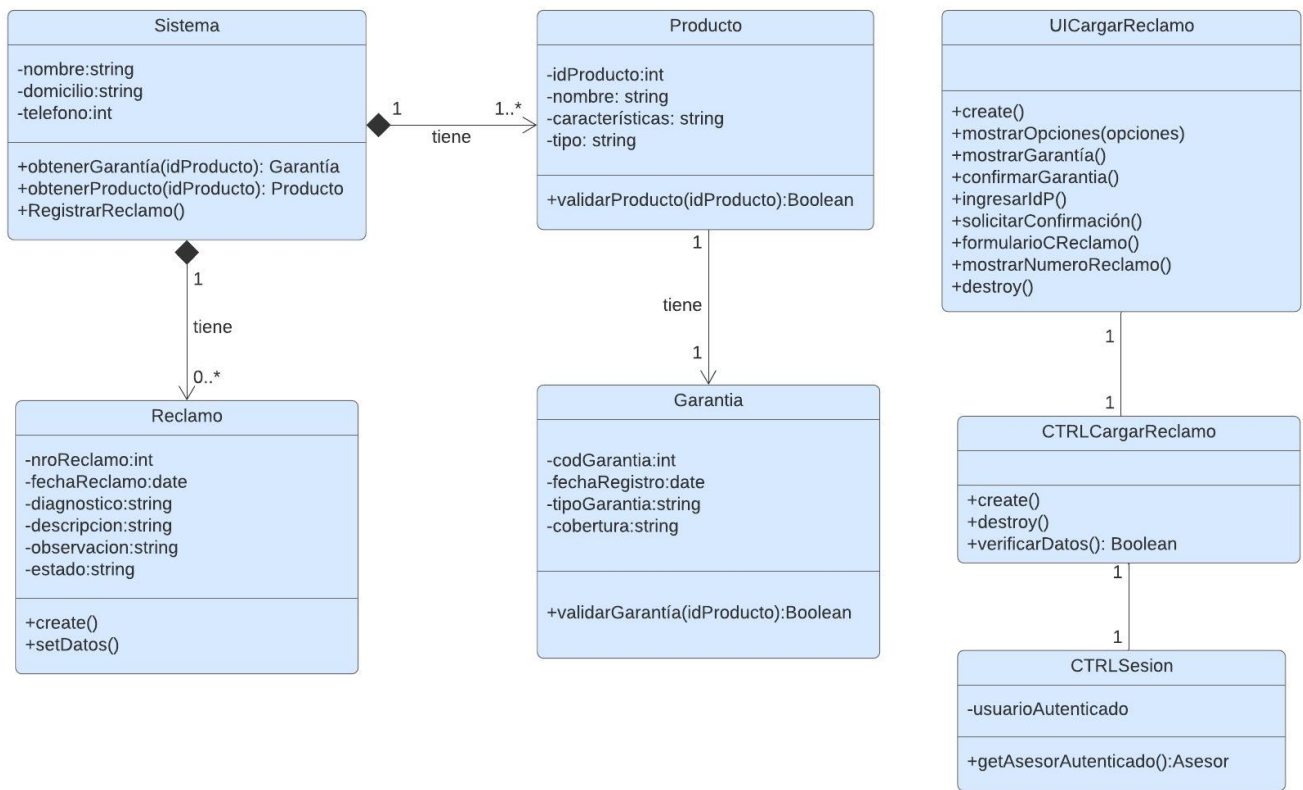 Sistema
-nombre:string
-domicilio:string
-telefono:int
+obtenerGarantía(idProducto): Garantía
+obtenerProducto(idProducto): Producto
+RegistrarReclamo()
1
1..*
tiene
Producto
-idProducto:int
-nombre: string
-características: string
-tipo: string
+validarProducto(idProducto):Boolean
UICargarReclamo
+create()
+mostrarOpciones(opciones)
+mostrarGarantía()
+confirmarGarantia()
+ingresarIdP()
+solicitarConfirmación()
+formularioCReclamo()
+mostrarNumeroReclamo()
+destroy()
1
tiene
0..*
1
tiene
1
1
1
Reclamo
-nroReclamo:int
-fechaReclamo:date
-diagnostico:string
-descripcion:string
-observacion:string
-estado:string
+create()
+setDatos()
Garantia
-codGarantia:int
-fechaRegistro:date
-tipoGarantia:string
-cobertura:string
+validarGarantía(idProducto):Boolean
CTRLCargarReclamo
+create()
+destroy()
+verificarDatos(): Boolean
1
1
CTRLSesion
-usuarioAutenticado
+getAsesorAutenticado():Asesor